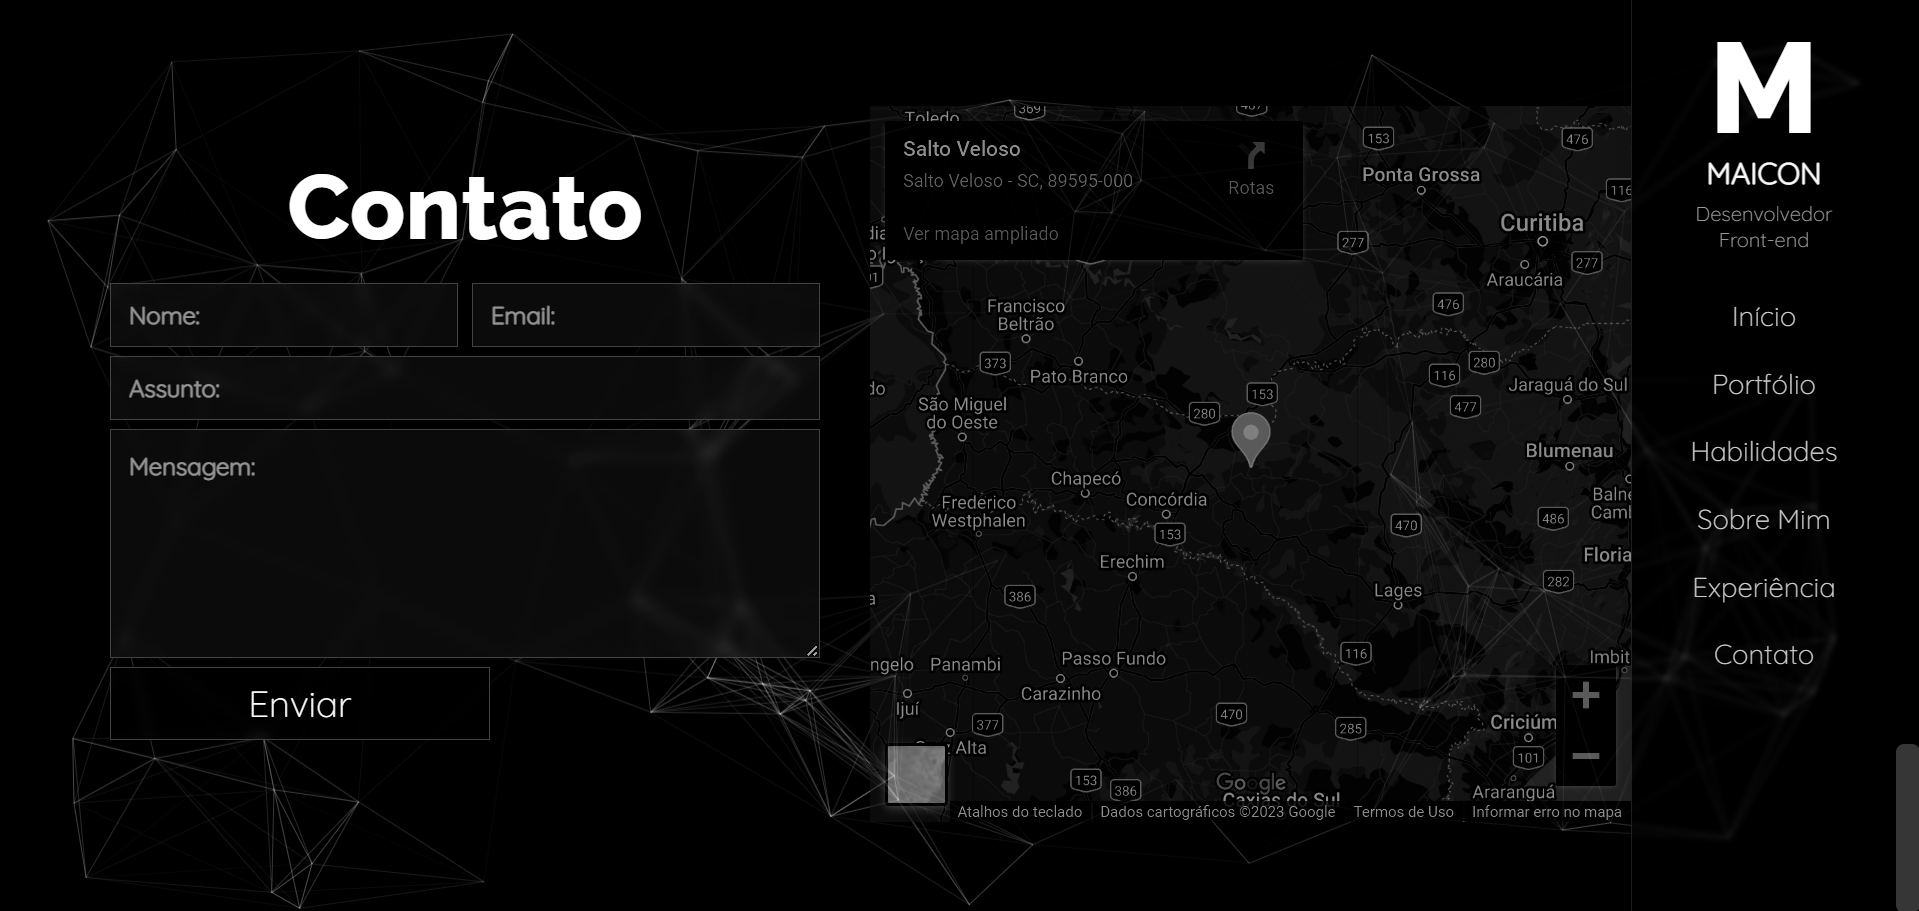 Contato
Nome:
Email:
Assunto:
Mensagem:
Enviar
Toledo
369
Salto Veloso
Salto Veloso - SC, 89595-000
Rotas
Ver mapa ampliado
153
476
Ponta Grossa
116
Curitiba
277
277
Araucária
476
Francisco
Beltrão
373
Pato Branco
280
116
Jaraguá do Sul
153
477
280
São Miguel
do Oeste
Blumenau
Chapecó
Concórdia
Frederico
Westphalen
153
470
486
Erechim
282
Lages
386
116
Panambi
Passo Fundo
Carazinho
Ijuí
377
Alta
470
285
101
153
386
Google
Caxias do Sul
Araranguá
+
−
Atalhos do teclado
Dados cartográficos ©2023 Google
Termos de Uso
Informar erro no mapa
M
MAICON
Desenvolvedor
Front-end
Início
Portfólio
Habilidades
Sobre Mim
Experiência
Contato